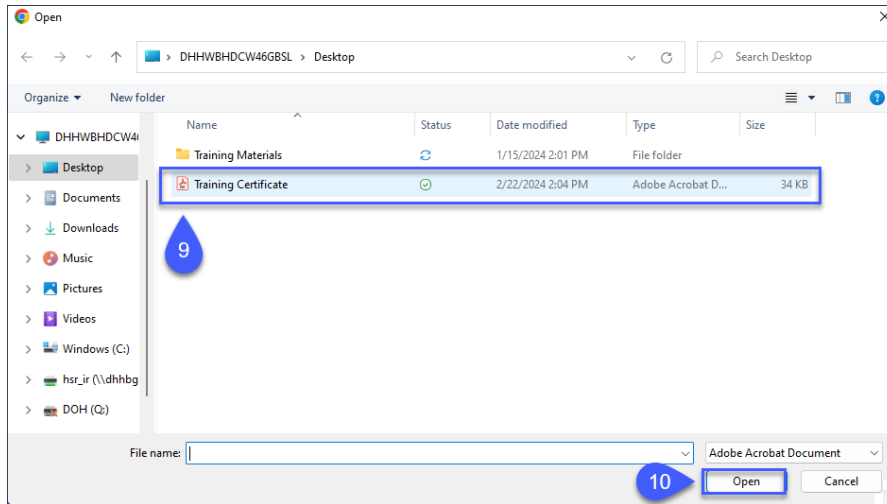 Open
DHHWBHDCW46GBSL > Desktop
Search Desktop
Organize
New folder
Name
Status
Date modified
Type
Size
DHHWBHDCW4
Desktop
Documents
Downloads
Music
Pictures
Videos
Windows (C:)
hsr_ir (\\dhhbg
DOH (Q:)
Training Materials
1/15/2024 2:01 PM
File folder
Training Certificate
2/22/2024 2:04 PM
Adobe Acrobat D...
34 KB
9
File name:
Adobe Acrobat Document
10
Open
Cancel